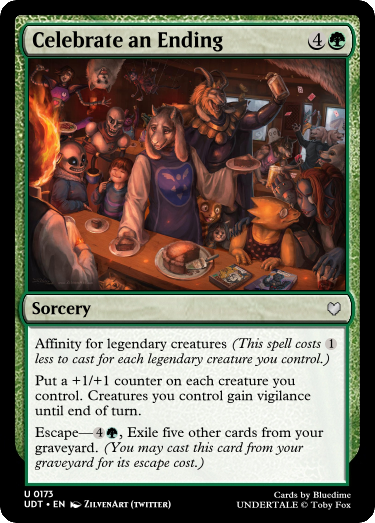 Celebrate an Ending 4
Sorcery
Affinity for legendary creatures (This spell costs 1
less to cast for each legendary creature you control.)
Put a +1/+1 counter on each creature you
control. Creatures you control gain vigilance
until end of turn.
Escape—4, Exile five other cards from your
graveyard. (You may cast this card from your
graveyard for its escape cost.)
U 0173
UDT • EN ZILVENART (TWITTER)
Cards by Bluedime
UNDERTALE © Toby Fox